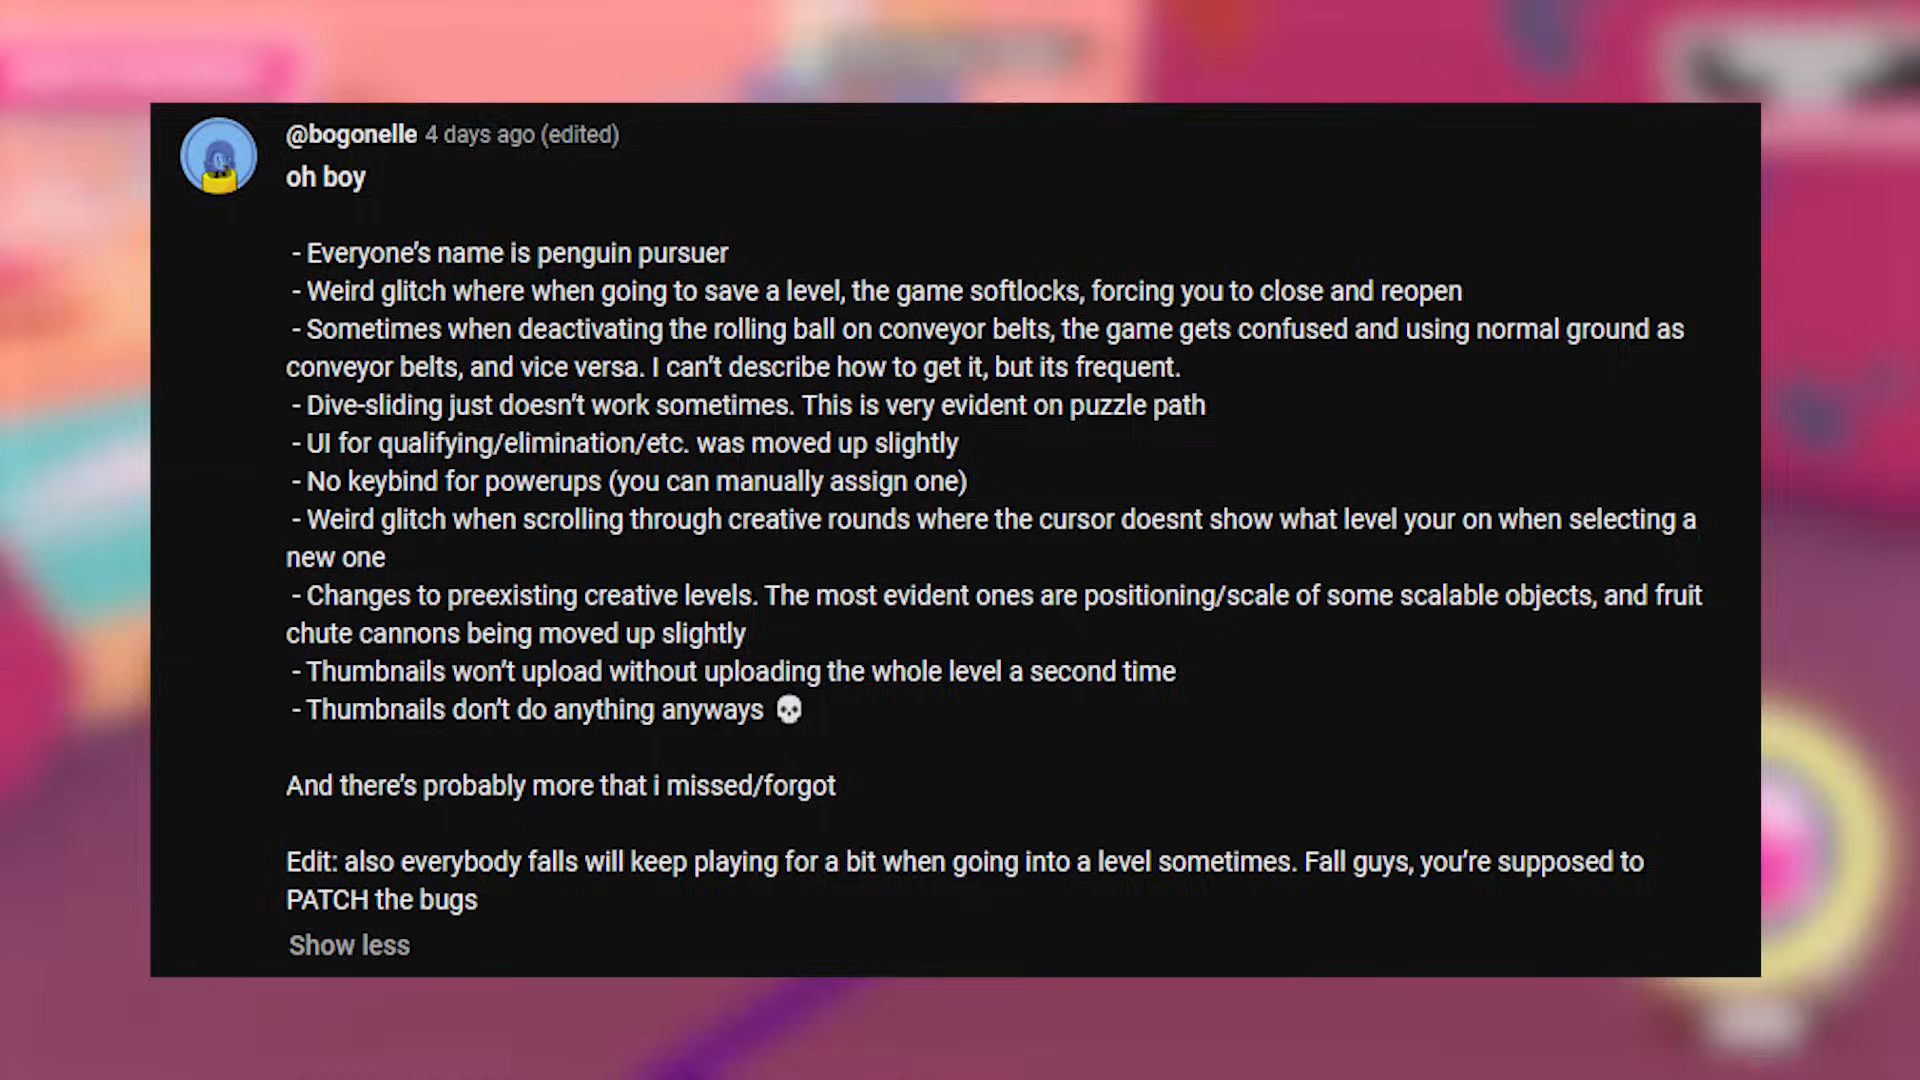 @bogonelle 4 days ago (edited)
oh boy
- Everyone's name is penguin pursuer
- Weird glitch where when going to save a level, the game softlocks, forcing you to close and reopen
- Sometimes when deactivating the rolling ball on conveyor belts, the game gets confused and using normal ground as
conveyor belts, and vice versa. I can't describe how to get it, but its frequent.
- Dive-sliding just doesn't work sometimes. This is very evident on puzzle path
- UI for qualifying/elimination/etc. was moved up slightly
- No keybind for powerups (you can manually assign one)
- Weird glitch when scrolling through creative rounds where the cursor doesnt show what level your on when selecting a
new one
- Changes to preexisting creative levels. The most evident ones are positioning/scale of some scalable objects, and fruit
chute cannons being moved up slightly
- Thumbnails won't upload without uploading the whole level a second time
- Thumbnails don't do anything anyways 💀
And there's probably more that i missed/forgot
Edit: also everybody falls will keep playing for a bit when going into a level sometimes. Fall guys, you're supposed to
PATCH the bugs
Show less